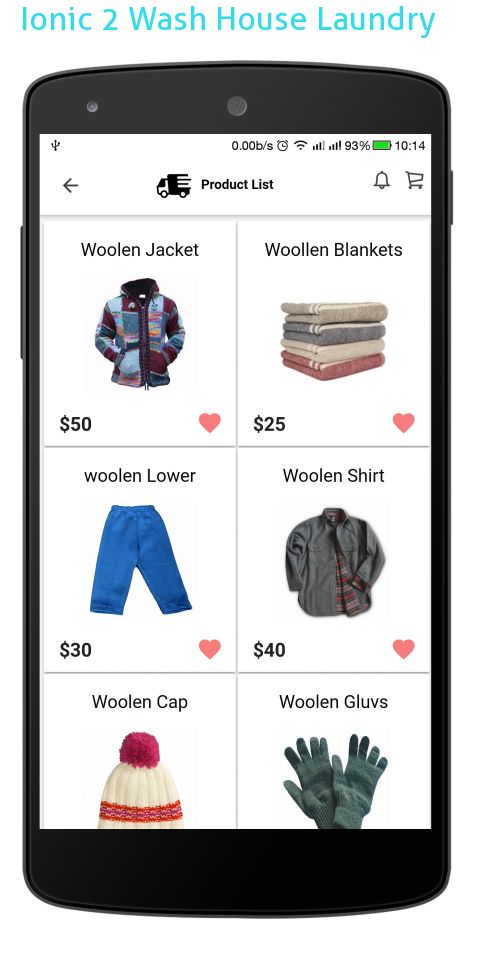 Ionic 2 Wash House Laundry
0.00b/s 93% 10:14
Product List
Woolen Jacket
Woollen Blankets
$50
$25
woolen Lower
Woolen Shirt
$30
$40
Woolen Cap
Woolen Gluvs